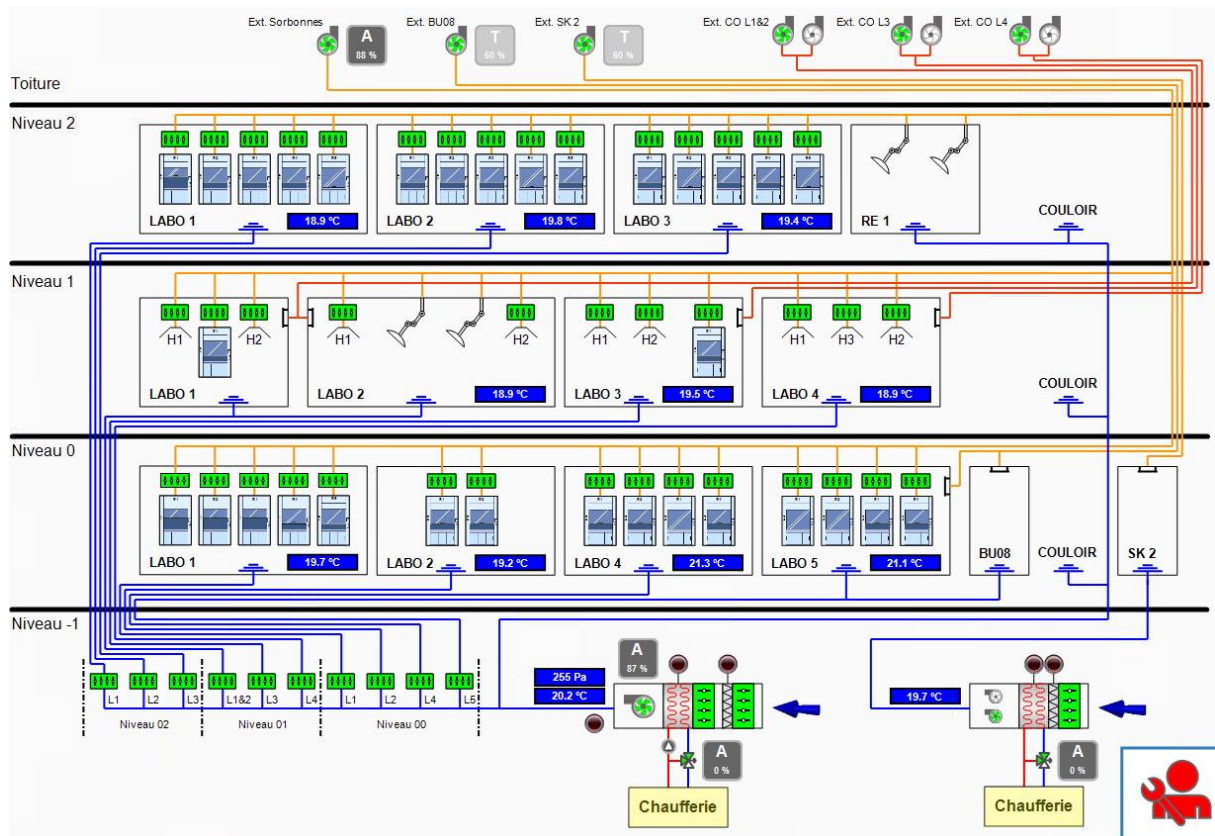 Ext. Sorbonnes
A
88 %
Ext. BU08
T
60 %
Ext. SK 2
T
60 %
Ext. CO L1&2
Ext. CO L3
Ext. CO L4
Toiture
Niveau 2
LABO 1
18.9 °C
LABO 2
19.8 °C
LABO 3
19.4 °C
RE 1
COULOIR
Niveau 1
H1
H2
LABO 1
H1
H2
LABO 2
18.9 °C
H1
H2
LABO 3
19.5 °C
H1
H3
H2
LABO 4
18.9 °C
COULOIR
Niveau 0
LABO 1
19.7 °C
LABO 2
19.2 °C
LABO 4
21.3 °C
LABO 5
21.1 °C
BU08
COULOIR
SK 2
Niveau -1
L1
L2
L3
Niveau 02
L1&2
L3
L4
Niveau 01
L1
L2
L4
L5
Niveau 00
255 Pa
20.2 °C
A
87 %
A
0 %
Chaufferie
19.7 °C
A
0 %
Chaufferie